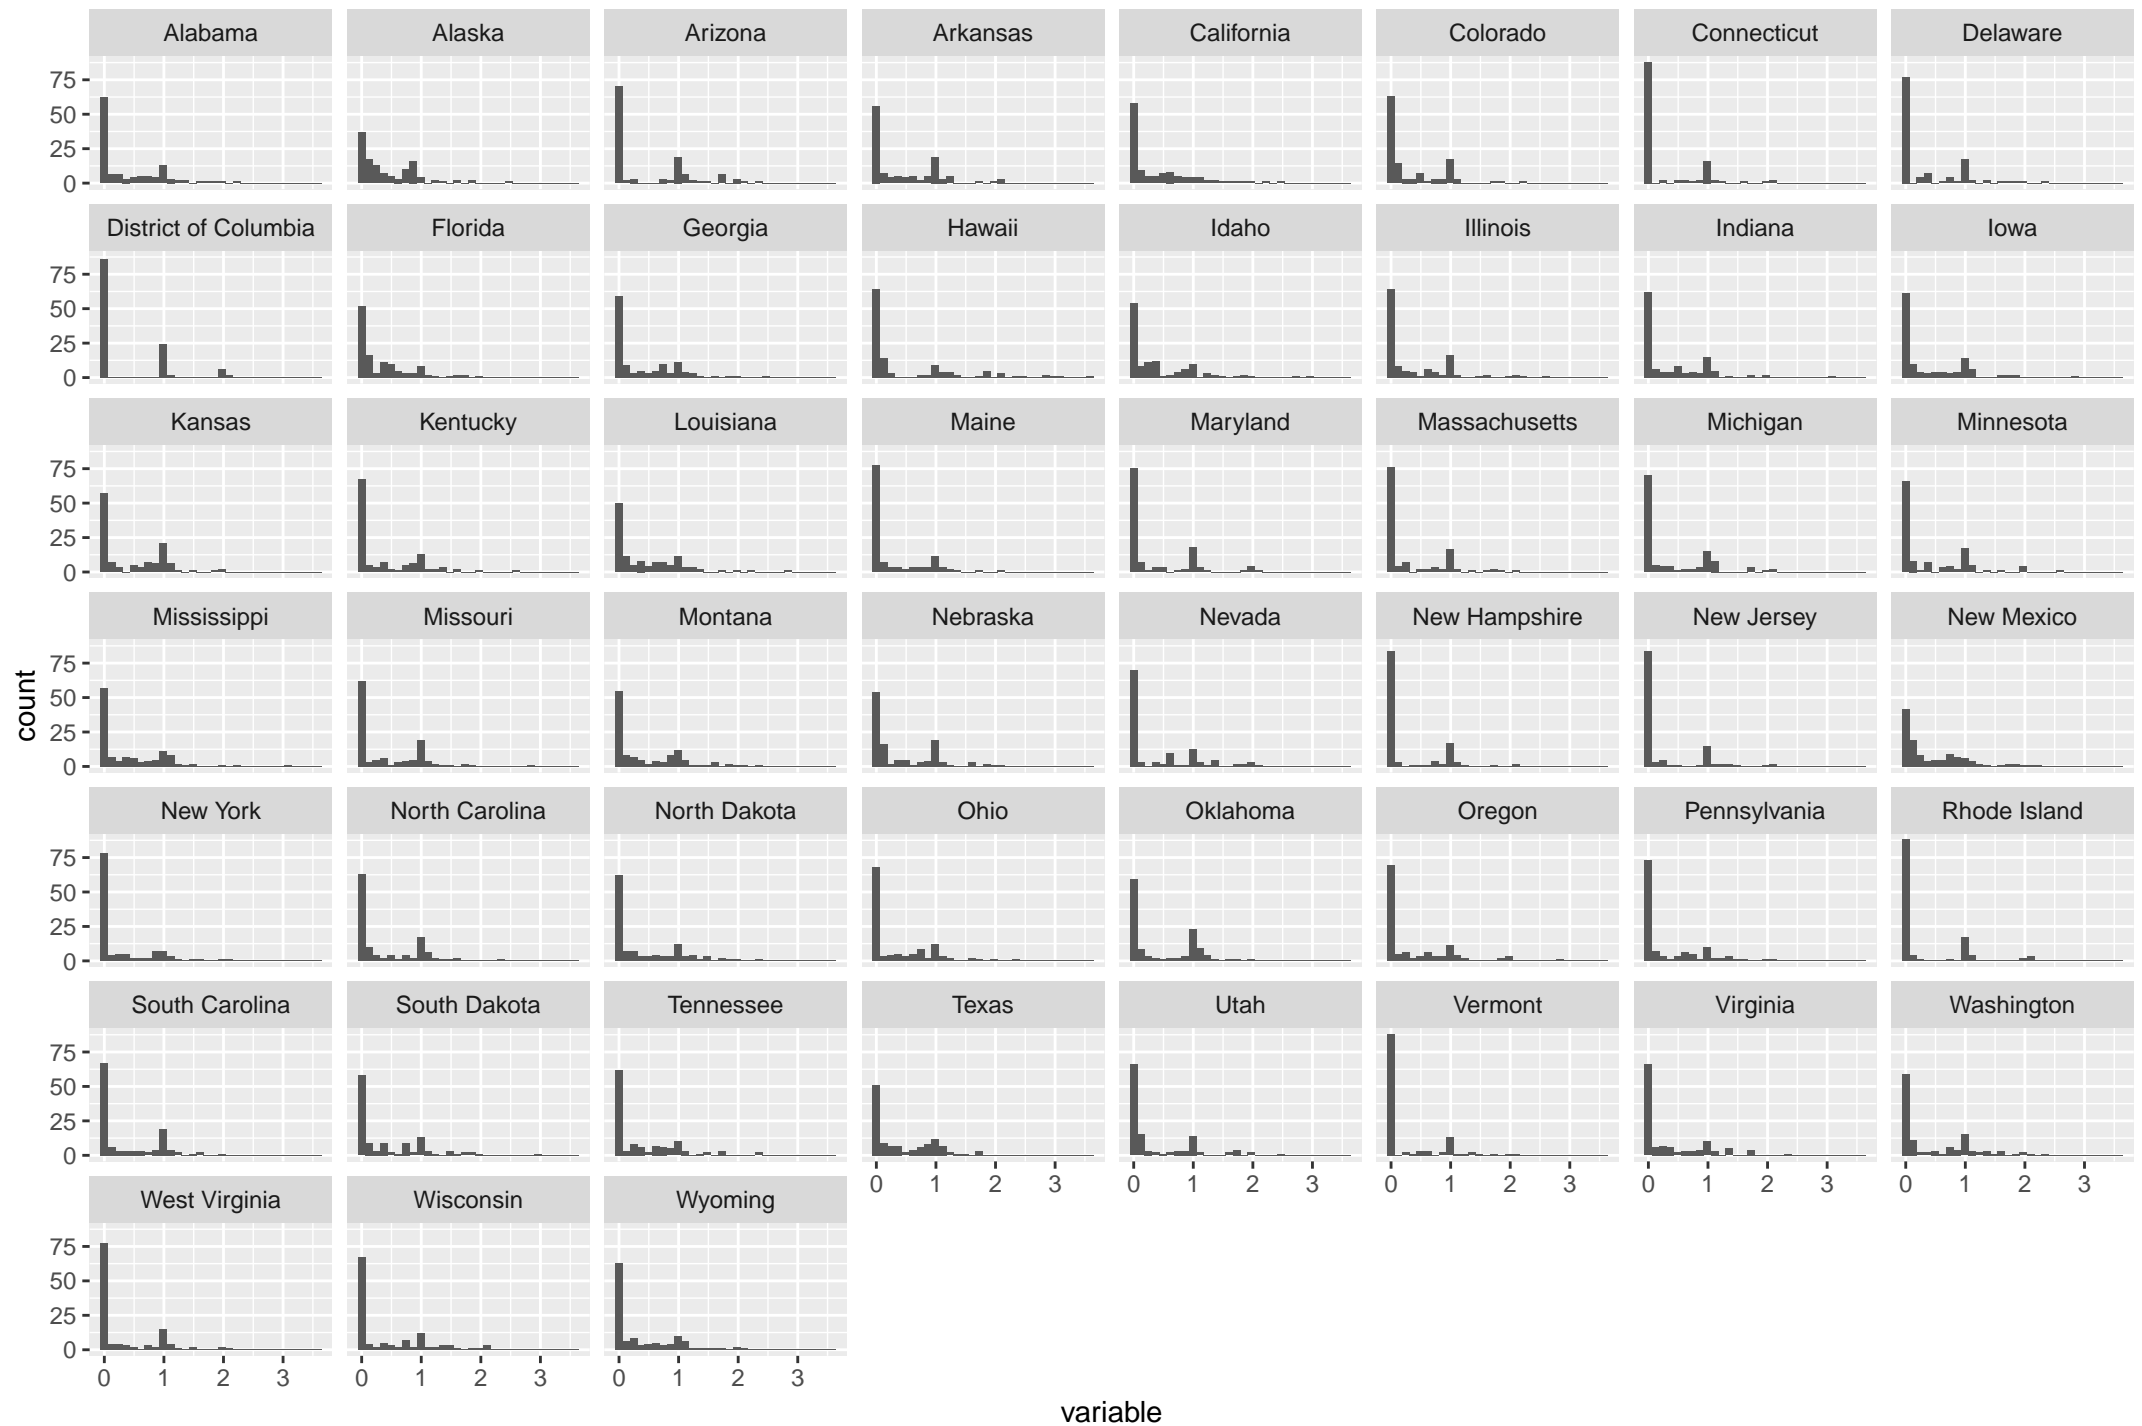 Alabama Alaska Arizona Arkansas California Colorado Connecticut Delaware
75
50
25
0
District of Columbia Florida Georgia Hawaii Idaho Illinois Indiana Iowa
75
50
25
0
Kansas Kentucky Louisiana Maine Maryland Massachusetts Michigan Minnesota
75
50
25
0
Mississippi Missouri Montana Nebraska Nevada New Hampshire New Jersey New Mexico
75
50
25
0
count
New York North Carolina North Dakota Ohio Oklahoma Oregon Pennsylvania Rhode Island
75
50
25
0
South Carolina South Dakota Tennessee Texas Utah Vermont Virginia Washington
75
50
25
0
0 1 2 3 0 1 2 3 0 1 2 3 0 1 2 3 0 1 2 3
West Virginia Wisconsin Wyoming
75
50
25
0
0 1 2 3 0 1 2 3 0 1 2 3
variable